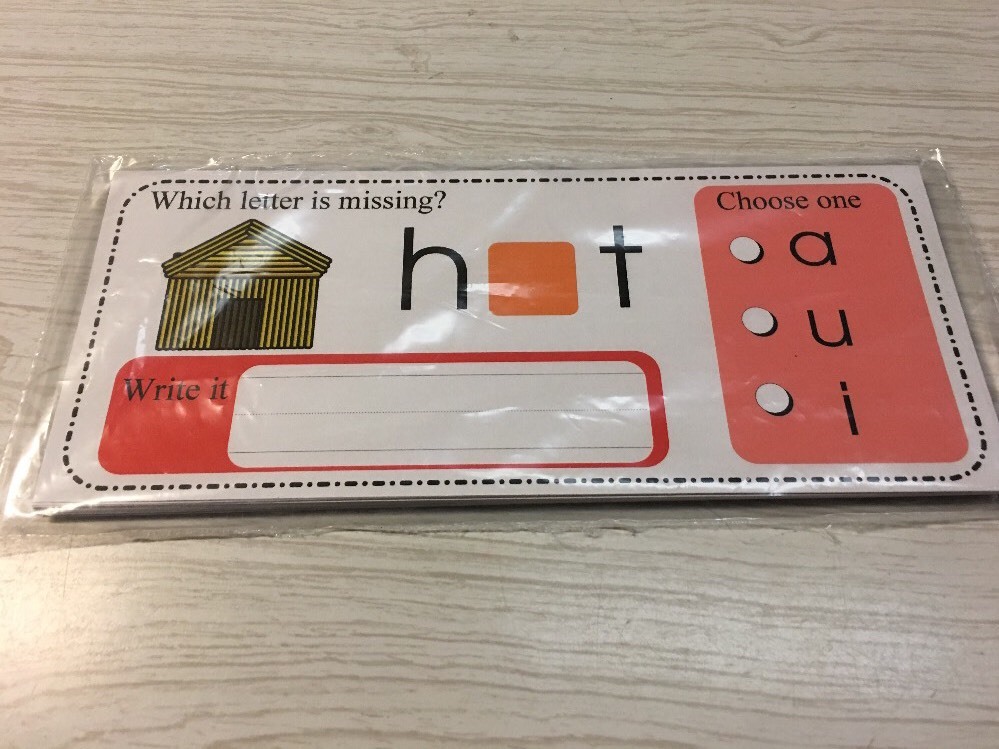 Which letter is missing?
h t
Write it
Choose one
a
u
i